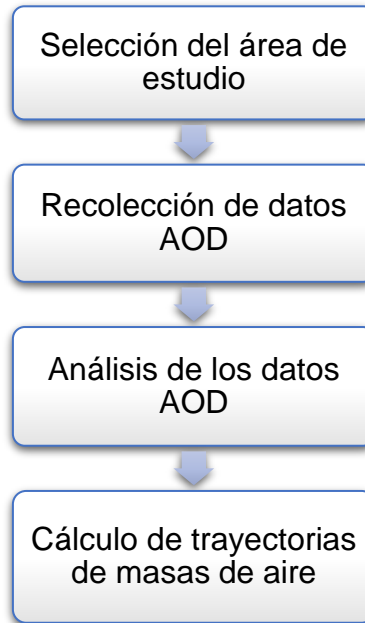 Selección del área de
estudio
Recolección de datos
AOD
Análisis de los datos
AOD
Cálculo de trayectorias
de masas de aire